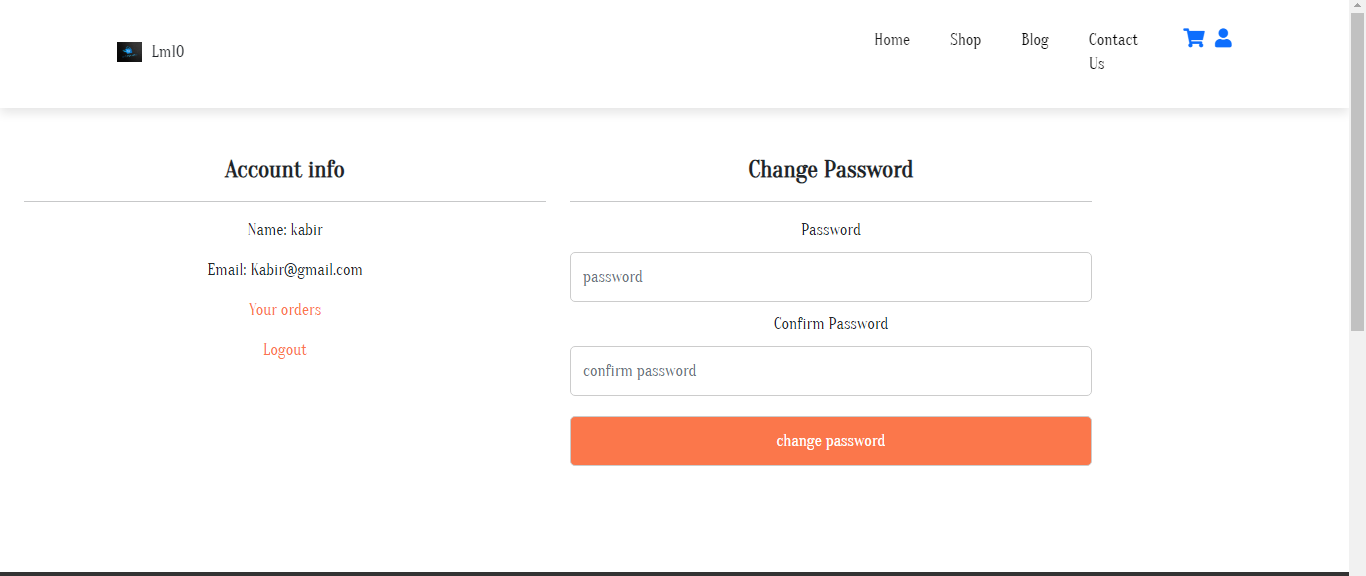 Lm10
Home
Shop
Blog
Contact
Us
Account info
Name: kabir
Email: Kabir@gmail.com
Your orders
Logout
Change Password
Password
password
Confirm Password
confirm password
change password